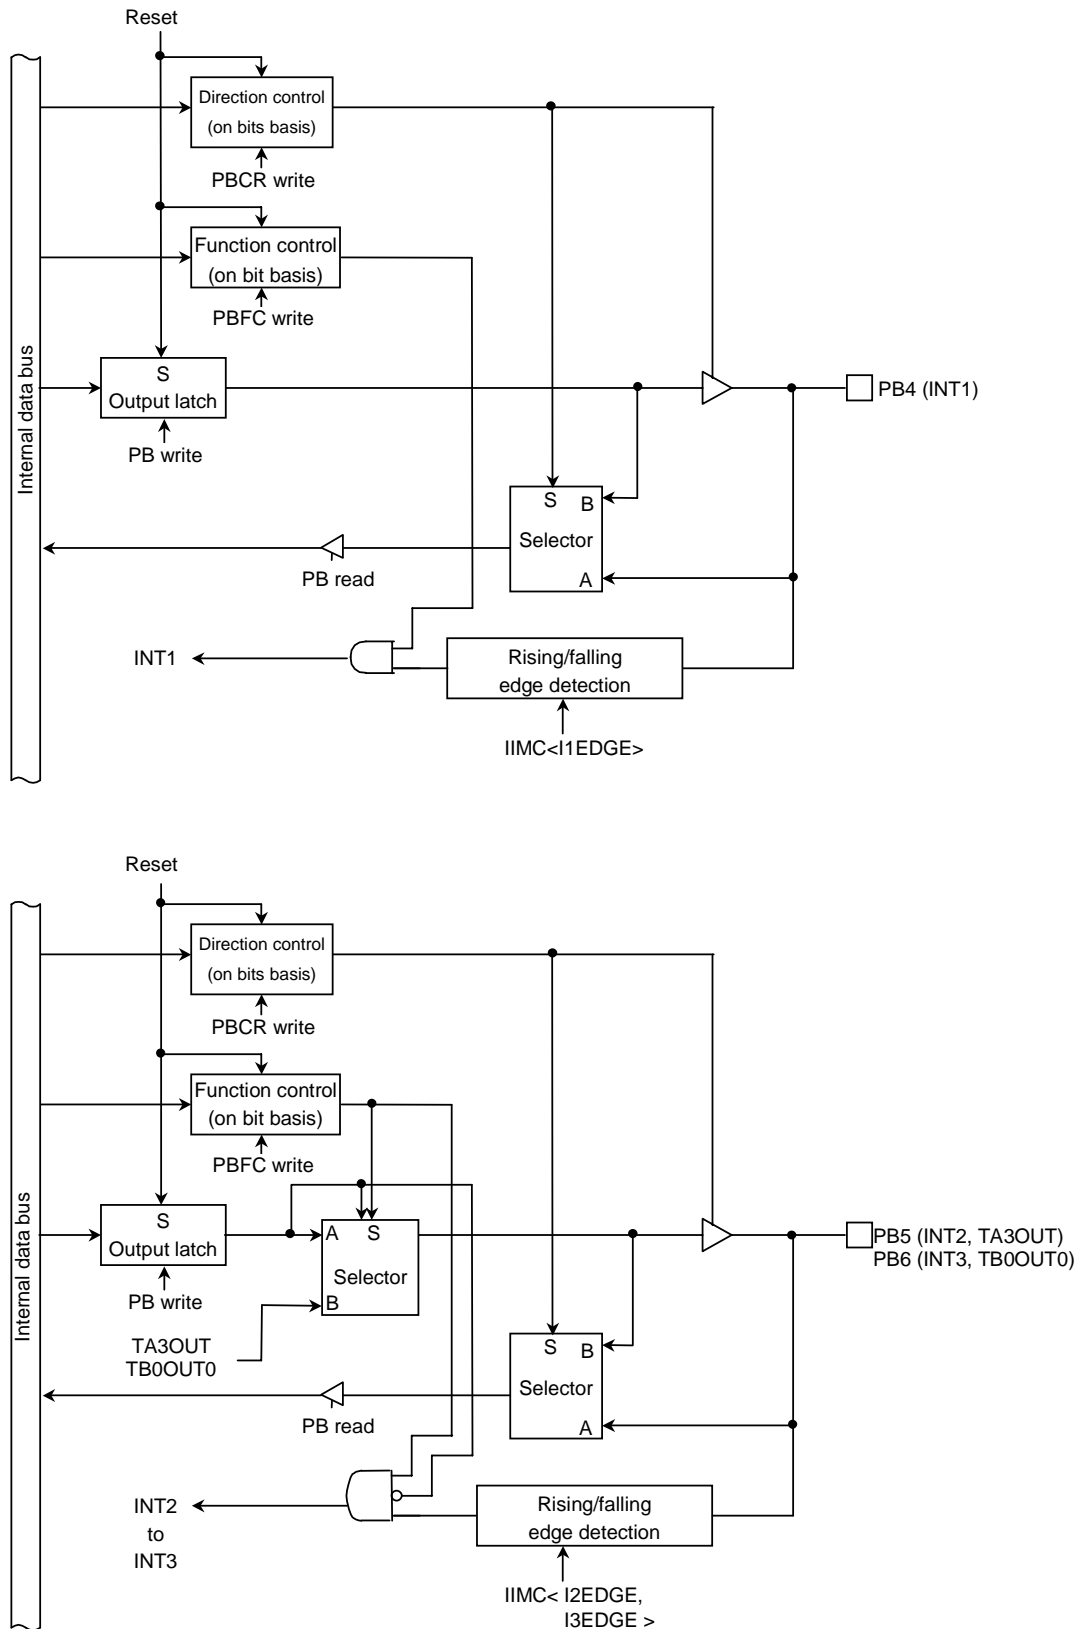 Reset
Direction control
(on bits basis)
PBCR write
Function control
(on bit basis)
PBFC write
Internal data bus
S
Output latch
PB write
PB4 (INT1)
S B
Selector
A
PB read
INT1
Rising/falling
edge detection
IIMC<I1EDGE>
Reset
Direction control
(on bits basis)
PBCR write
Function control
(on bit basis)
PBFC write
Internal data bus
S
Output latch
PB write
A S
Selector
B
TA3OUT
TB0OUT0
PB5 (INT2, TA3OUT)
PB6 (INT3, TB0OUT0)
S B
Selector
A
PB read
INT2
to
INT3
Rising/falling
edge detection
IIMC< I2EDGE,
I3EDGE >